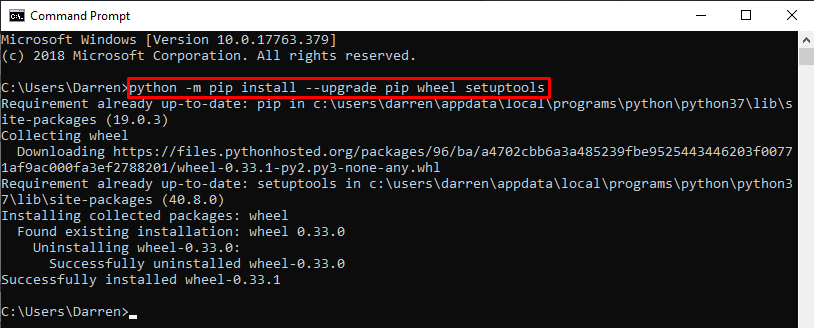 Command Prompt
Microsoft Windows [Version 10.0.17763.379]
(c) 2018 Microsoft Corporation. All rights reserved.
C:\Users\Darren>python -m pip install --upgrade pip wheel setuptools
Requirement already up-to-date: pip in c:\users\darren\appdata\local\programs\python\python37\lib\s
ite-packages (19.0.3)
Collecting wheel
  Downloading https://files.pythonhosted.org/packages/96/ba/a4702cbb6a3a485239fbe9525443446203f0077
1af9ac000fa3ef2788201/wheel-0.33.1-py2.py3-none-any.whl
Requirement already up-to-date: setuptools in c:\users\darren\appdata\local\programs\python\python3
7\lib\site-packages (40.8.0)
Installing collected packages: wheel
  Found existing installation: wheel 0.33.0
    Uninstalling wheel-0.33.0:
      Successfully uninstalled wheel-0.33.0
Successfully installed wheel-0.33.1
C:\Users\Darren>